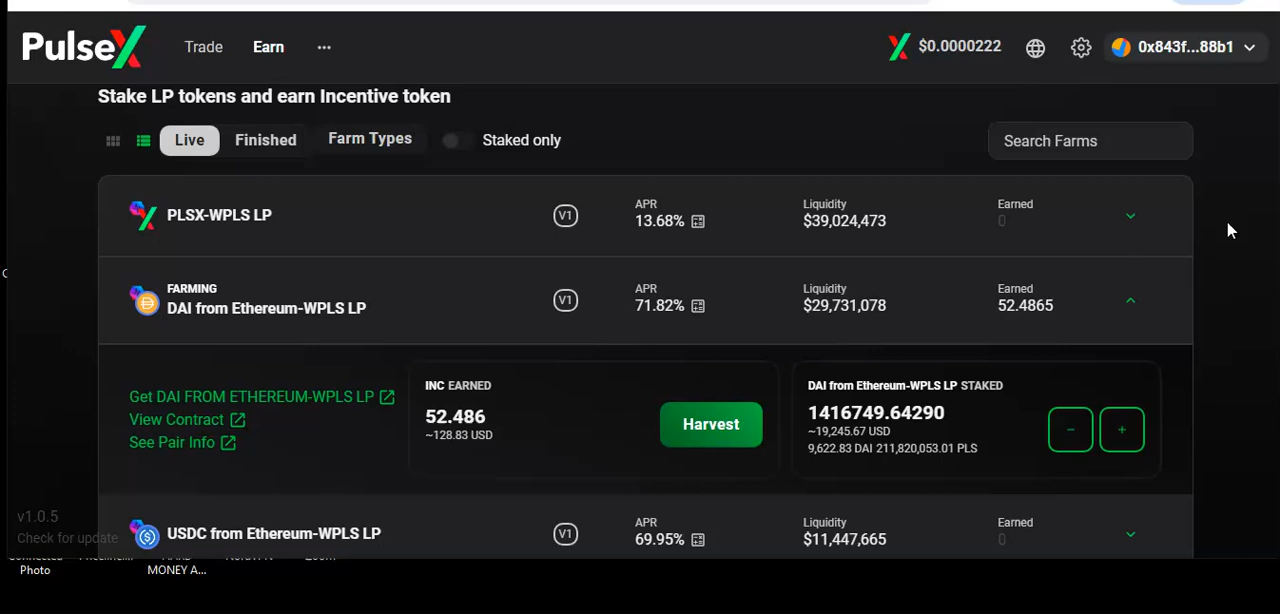 PulseX Trade Earn ... $0.0000222 0x843f...88b1
Stake LP tokens and earn Incentive token
Live Finished Farm Types Staked only Search Farms
PLSX-WPLS LP
V1
APR
13.68%
Liquidity
$39,024,473
Earned
0
FARMING
DAI from Ethereum-WPLS LP
V1
APR
71.82%
Liquidity
$29,731,078
Earned
52.4865
Get DAI FROM ETHEREUM-WPLS LP
View Contract
See Pair Info
INC EARNED
52.486
~128.83 USD
Harvest
DAI from Ethereum-WPLS LP STAKED
1416749.64290
~19,245.67 USD
9,622.83 DAI 211,820,053.01 PLS
- +
USDC from Ethereum-WPLS LP
V1
APR
69.95%
Liquidity
$11,447,665
Earned
0
v1.0.5
Check for update
Photo
MONEY A...